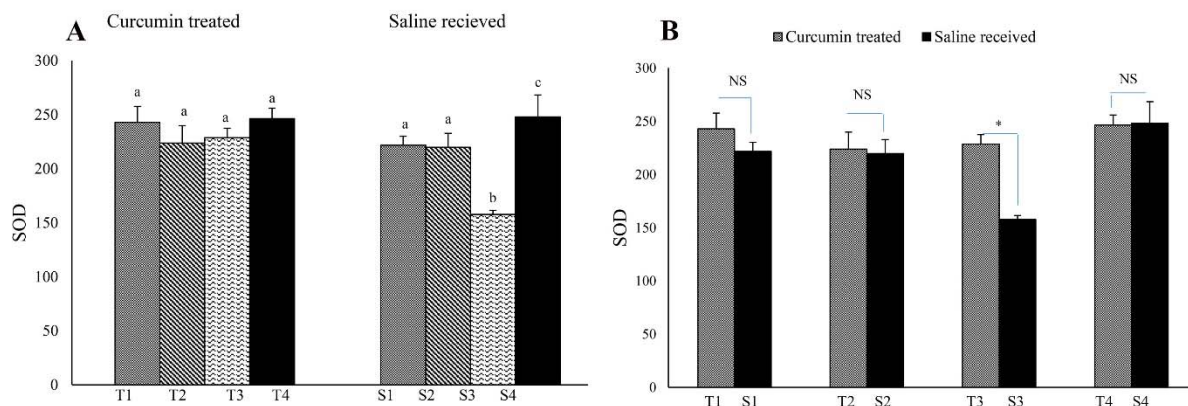 A
Curcumin treated
Saline recieved
SOD
300
250
200
150
100
50
0
a
a
a
a
a
a
b
c
T1
T2
T3
T4
S1
S2
S3
S4
B
Curcumin treated
Saline received
SOD
300
250
200
150
100
50
0
NS
NS
*
NS
T1
S1
T2
S2
T3
S3
T4
S4